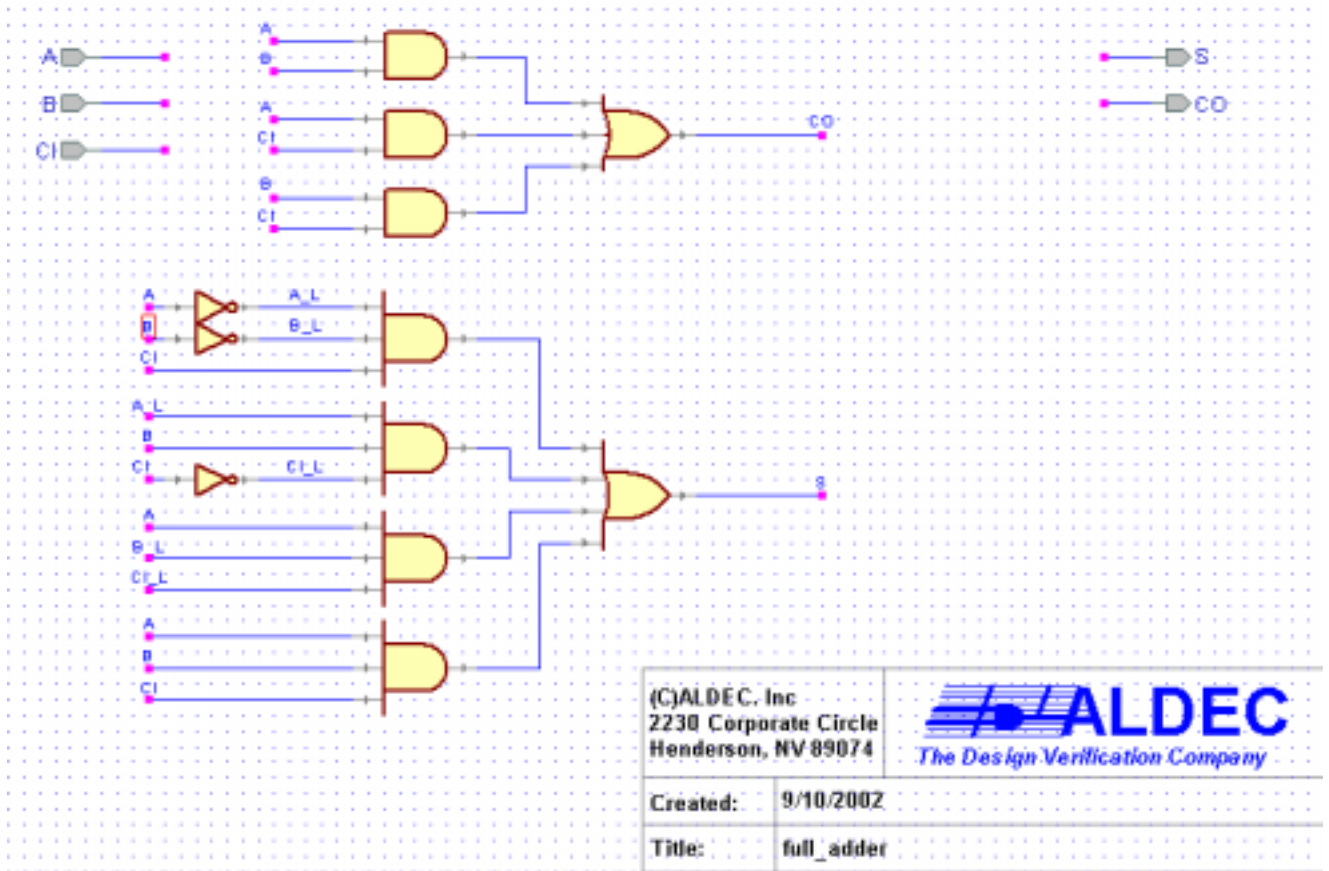 A
B
CI
A
B
A
CI
B
CI
CO
S
CO
A
A_L
B
B_L
CI
A_L
B
CI
CI_L
A
B_L
CI_L
A
B
CI
S
(C)ALDEC. Inc
2230 Corporate Circle
Henderson, NV 89074
ALDEC
The Design Verification Company
Created: 9/10/2002
Title: full_adder